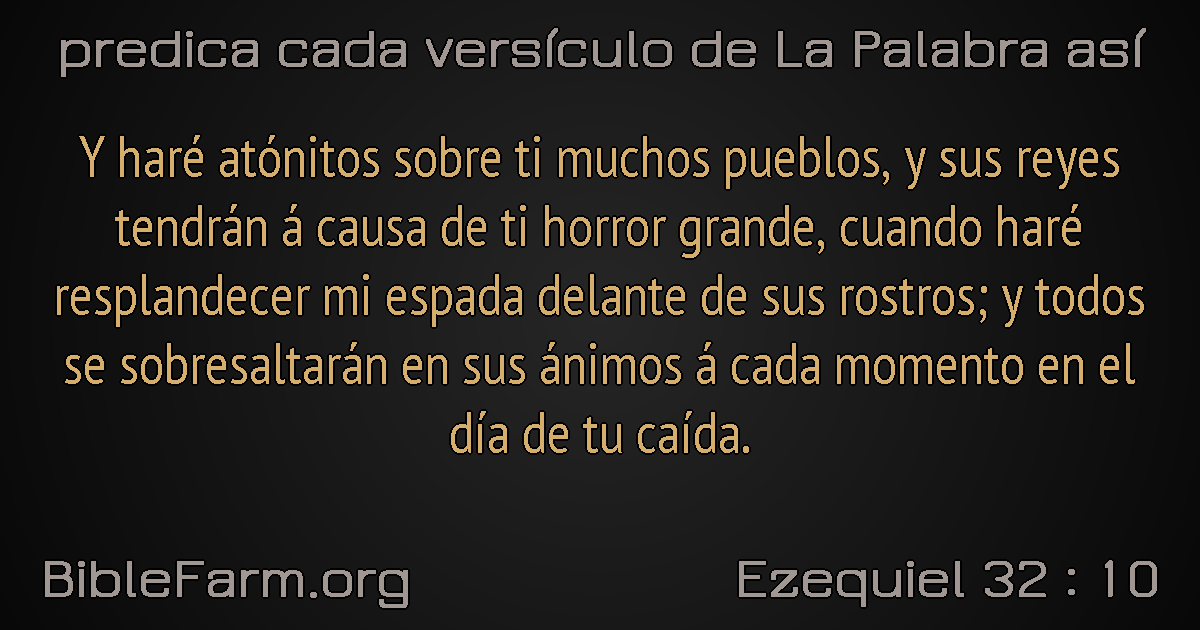 predica cada versículo de La Palabra así
Y haré atónitos sobre ti muchos pueblos, y sus reyes
tendrán á causa de ti horror grande, cuando haré
resplandecer mi espada delante de sus rostros; y todos
se sobresaltarán en sus ánimos á cada momento en el
día de tu caída.
BibleFarm.org
Ezequiel 32 : 10